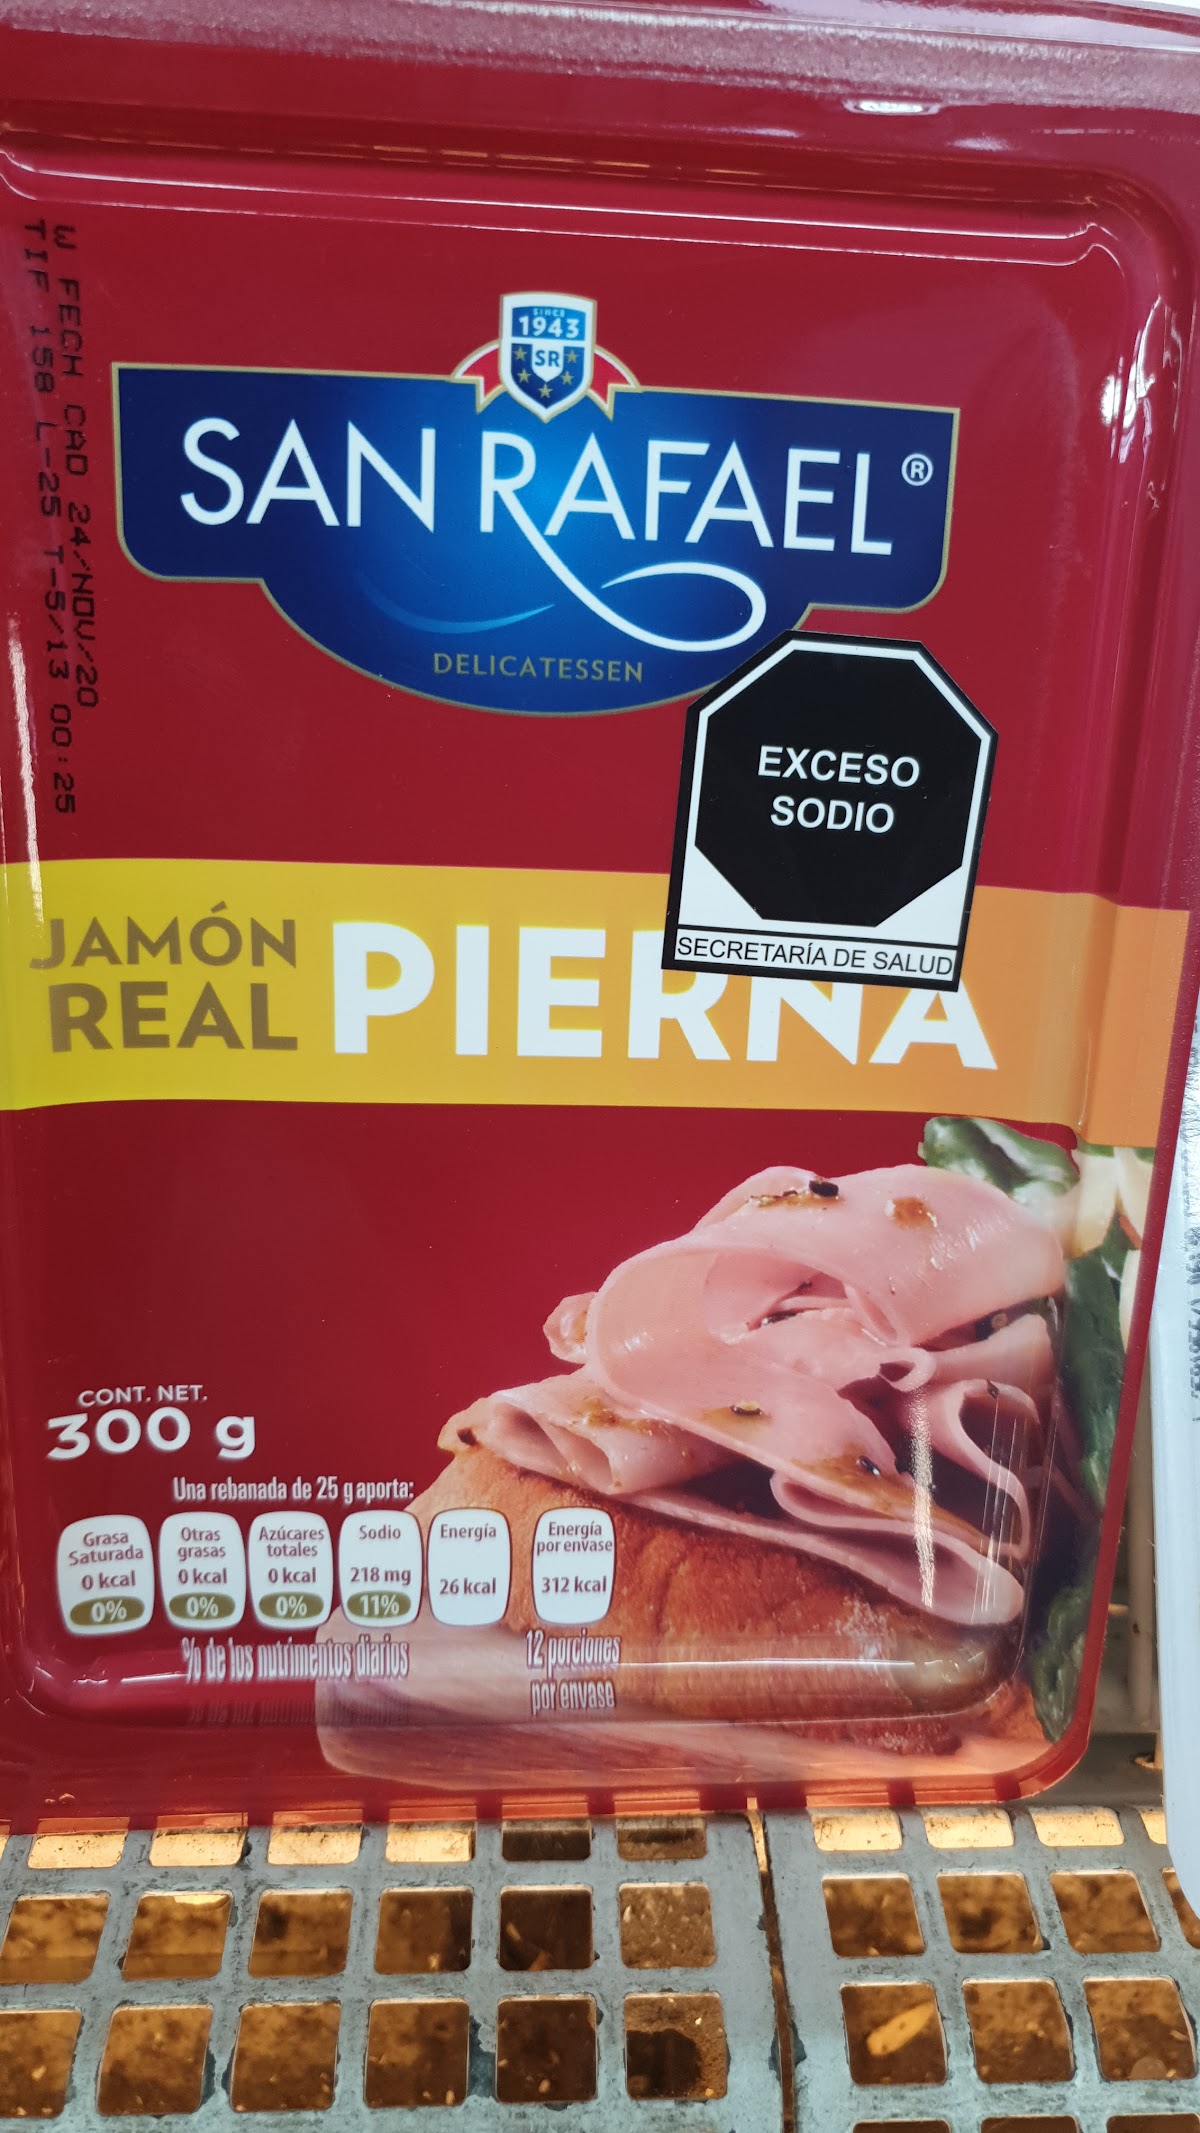 W FECH CAD 24/NOV/20
TIF 158 L-25 T-5/13 00:25
SINCE
1943
SR
SAN RAFAEL®
DELICATESSEN
EXCESO
SODIO
SECRETARÍA DE SALUD
JAMÓN
REAL
PIERNA
CONT. NET.
300 g
Una rebanada de 25 g aporta:
Grasa
Saturada
0 kcal
0%
Otras
grasas
0 kcal
0%
Azúcares
totales
0 kcal
0%
Sodio
218 mg
11%
Energía
26 kcal
Energía
por envase
312 kcal
% de los nutrimentos diarios
12 porciones
por envase